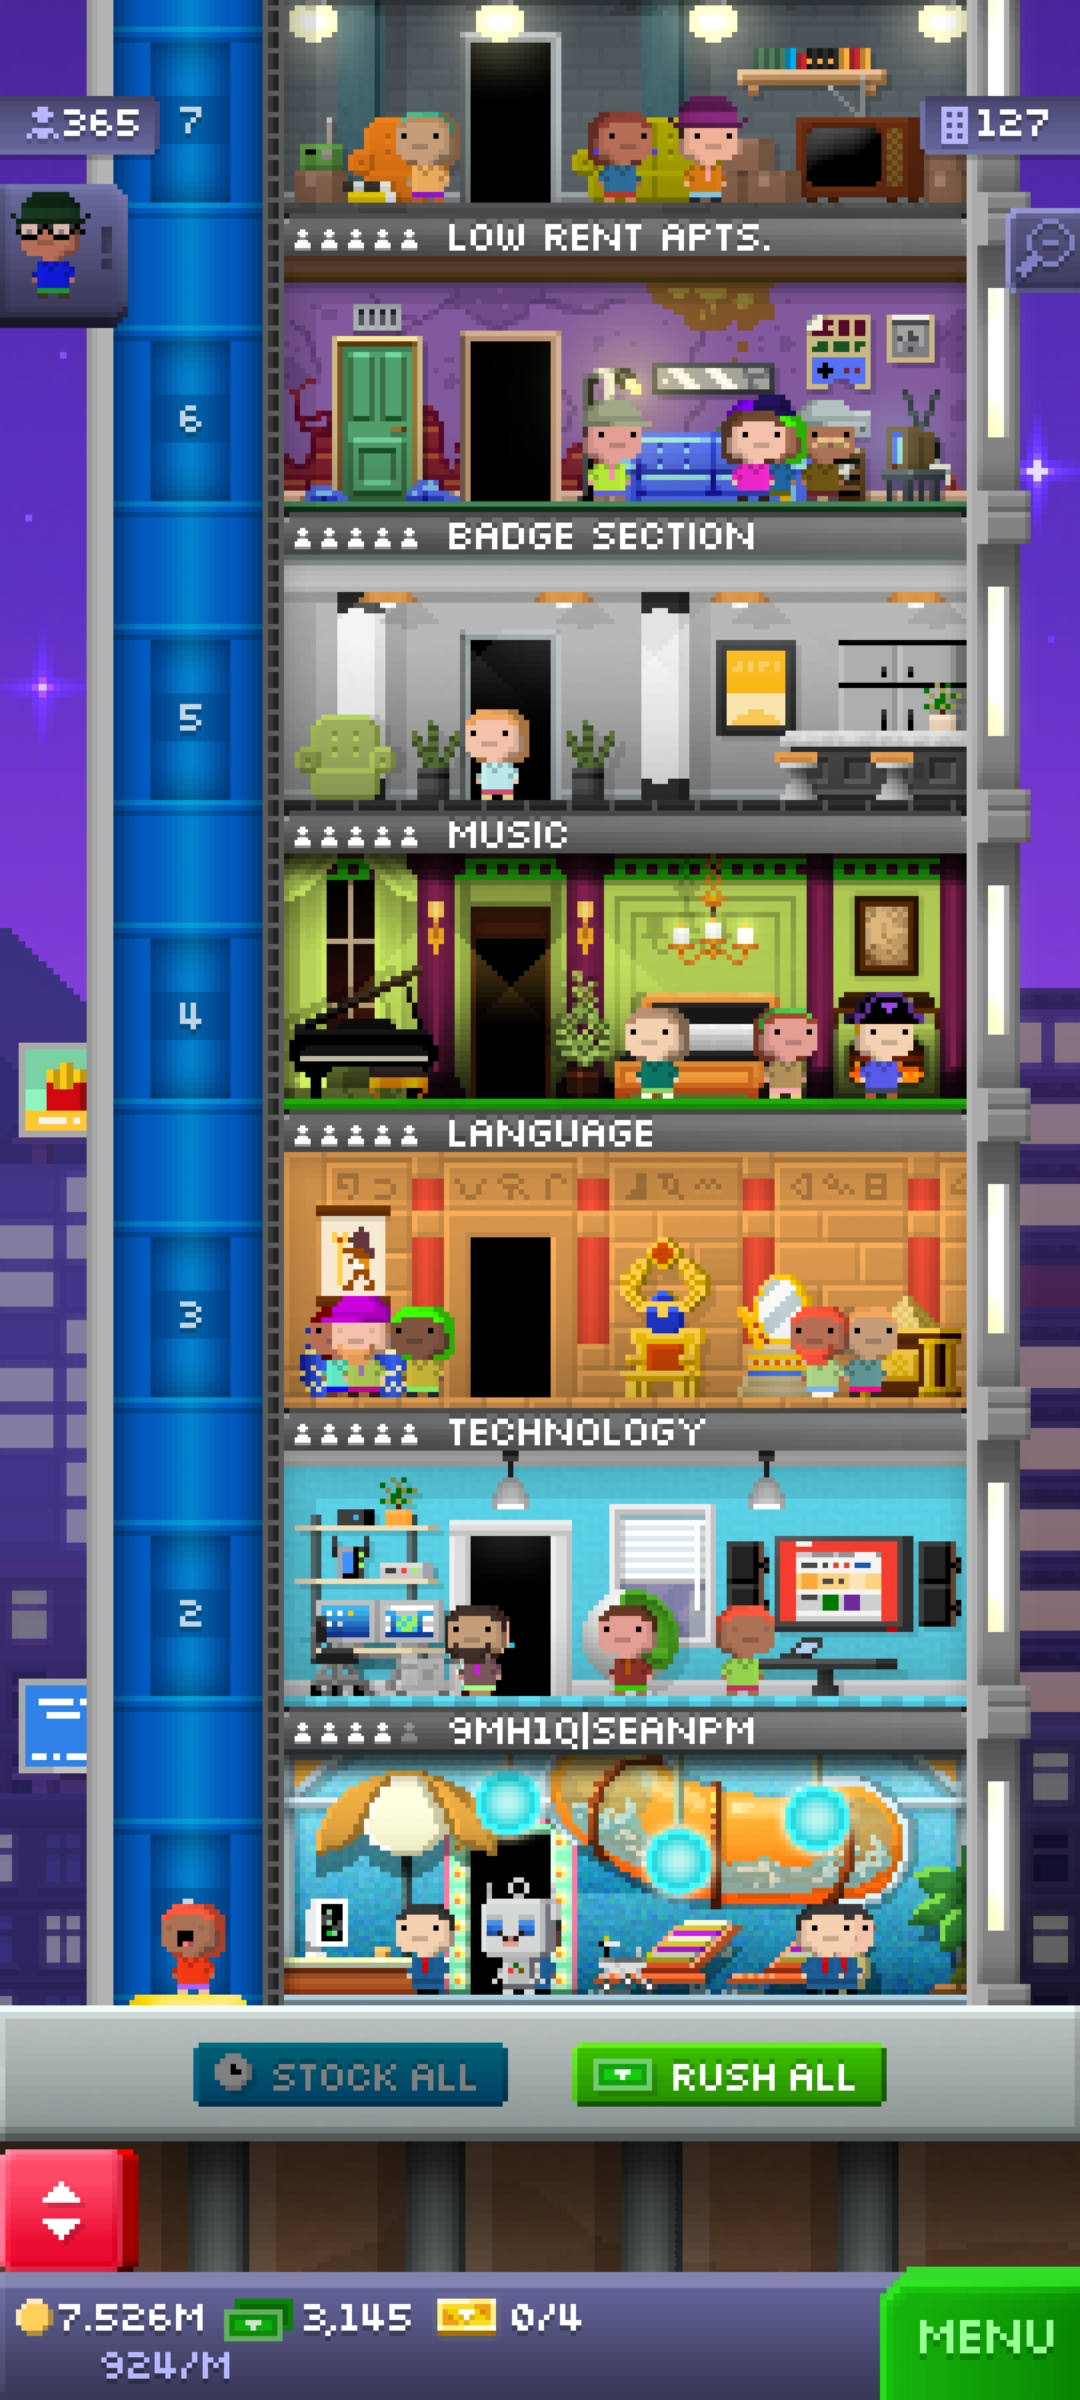 365
7
127
LOW RENT APTS.
6
BADGE SECTION
5
MUSIC
4
LANGUAGE
3
TECHNOLOGY
2
9MH1Q|SEANPM
STOCK ALL
RUSH ALL
7.526M
3,145
0/4
924/M
MENU